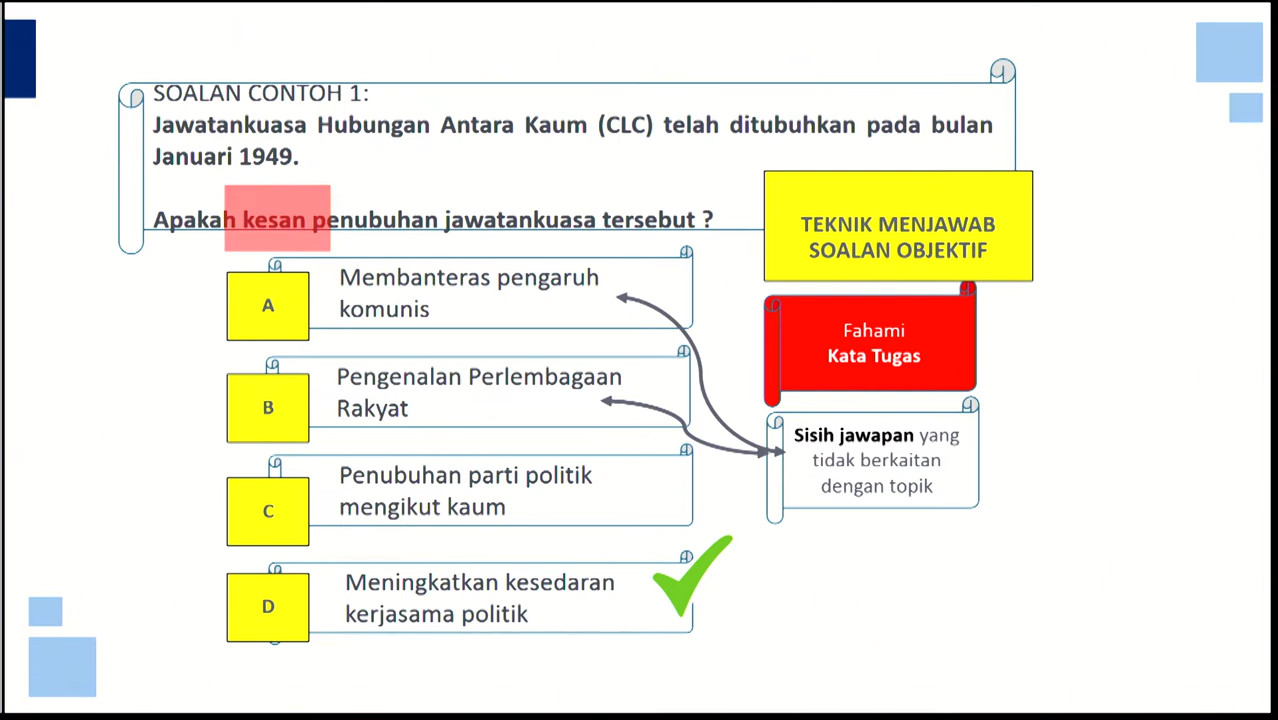 SOALAN CONTOH 1:
Jawatankuasa Hubungan Antara Kaum (CLC) telah ditubuhkan pada bulan
Januari 1949.
Apakah kesan penubuhan jawatankuasa tersebut ?
TEKNIK MENJAWAB
SOALAN OBJEKTIF
A
Membanteras pengaruh
komunis
B
Pengenalan Perlembagaan
Rakyat
C
Penubuhan parti politik
mengikut kaum
D
Meningkatkan kesedaran
kerjasama politik
Fahami
Kata Tugas
Sisih jawapan yang
tidak berkaitan
dengan topik